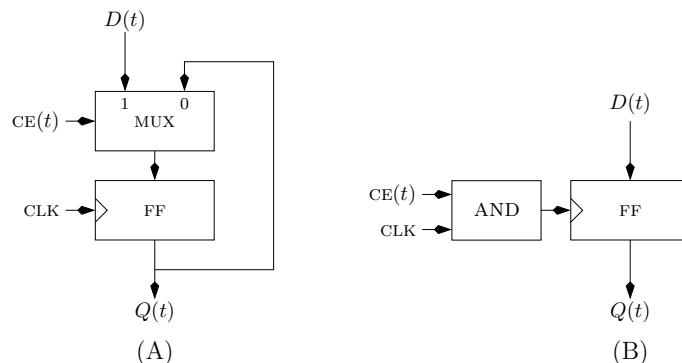 D(t)
1 0
CE(t)
MUX
CLK
FF
Q(t)
(A)
D(t)
CE(t)
AND
FF
CLK
Q(t)
(B)